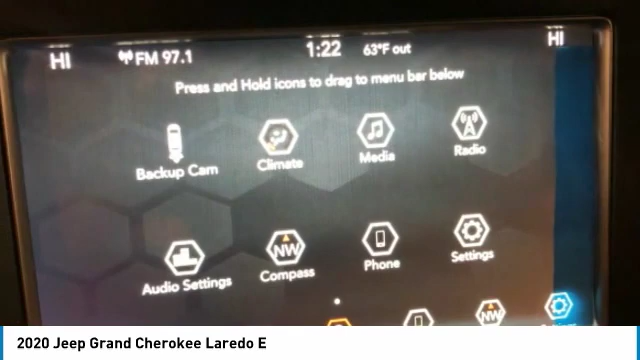 HI FM 97.1 1:22 63°F out HI
Press and Hold icons to drag to menu bar below
Backup Cam Climate Media Radio
NW
Audio Settings Compass Phone Settings
NW
2020 Jeep Grand Cherokee Laredo E